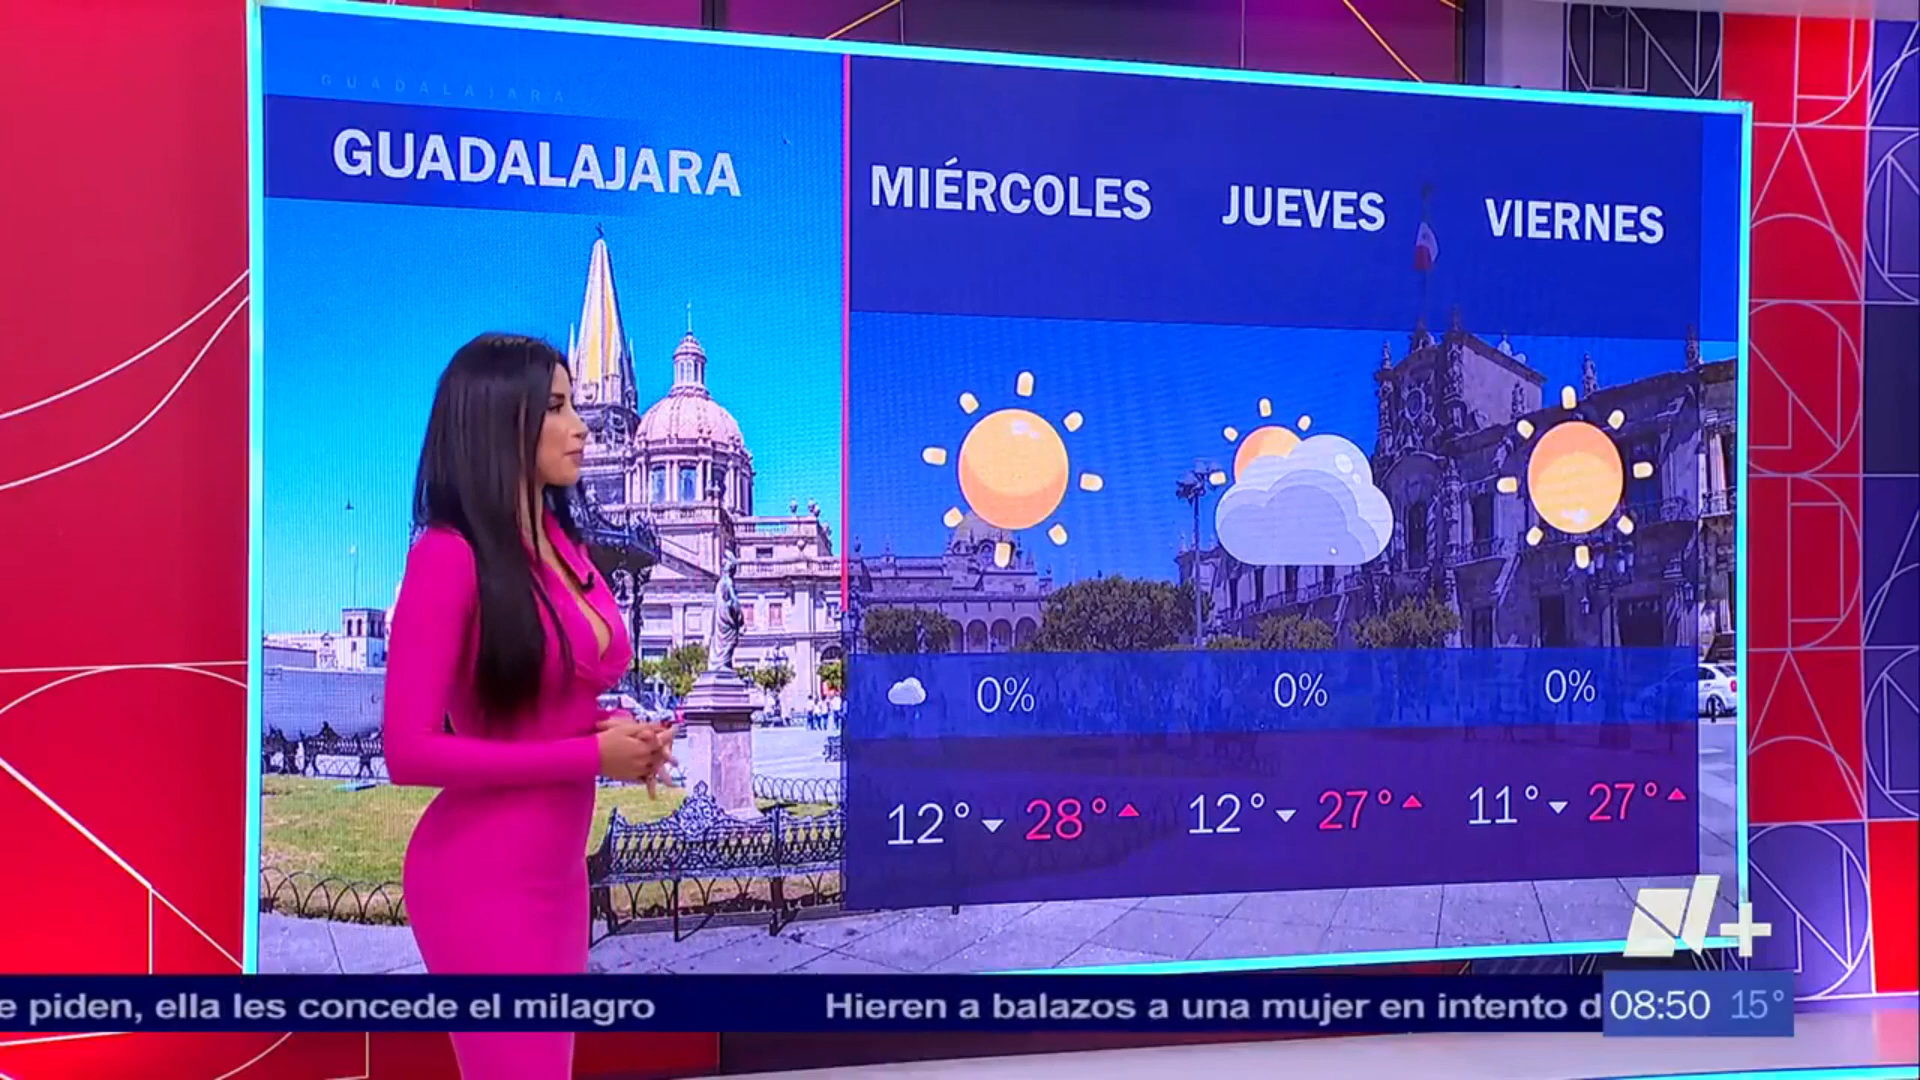 GUADALAJARA
GUADALAJARA
MIÉRCOLES
JUEVES
VIERNES
0%
0%
0%
12° 28°
12° 27°
11° 27°
N+
e piden, ella les concede el milagro
Hieren a balazos a una mujer en intento d
08:50 15°